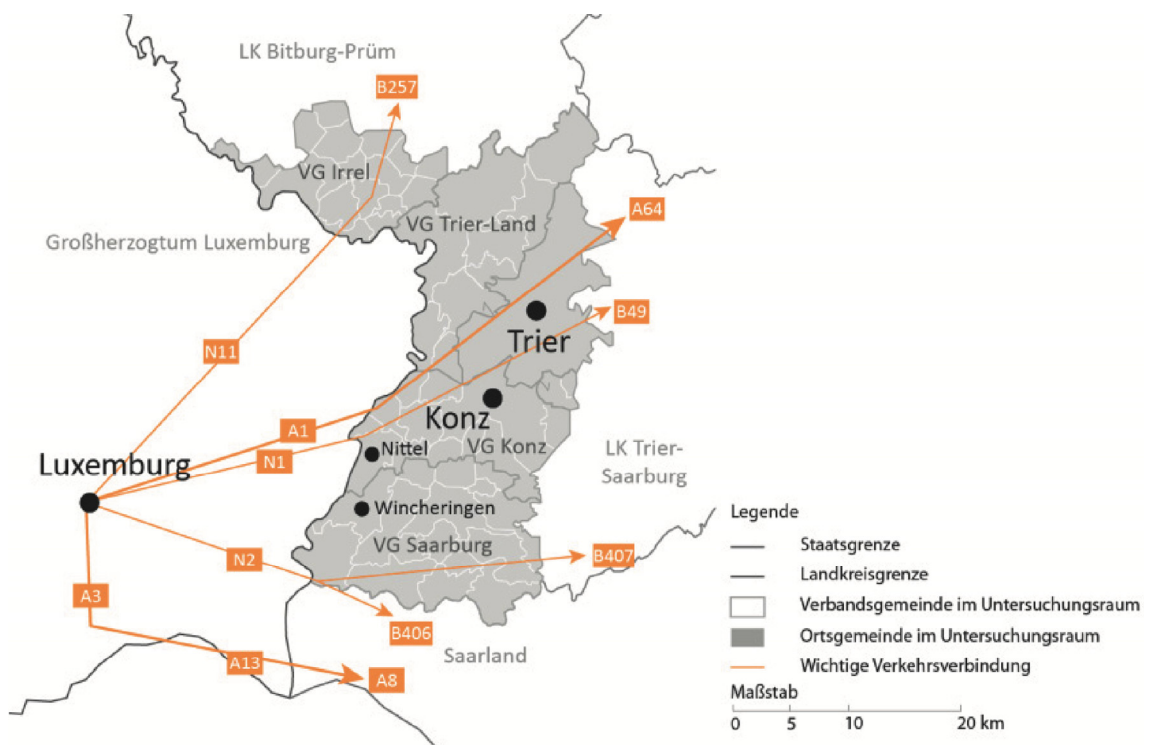 LK Bitburg-Prüm
B257
VG Irrel
A64
VG Trier-Land
Großherzogtum Luxemburg
B49
Trier
N11
Konz
A1
VG Konz
Nittel
N1
LK Trier-
Saarburg
Luxemburg
Wincheringen
VG Saarburg
N2
B407
A3
B406
Saarland
A13
A8
Legende
Staatsgrenze
Landkreisgrenze
Verbandsgemeinde im Untersuchungsraum
Ortsgemeinde im Untersuchungsraum
Wichtige Verkehrsverbindung
Maßstab
0 5 10 20 km